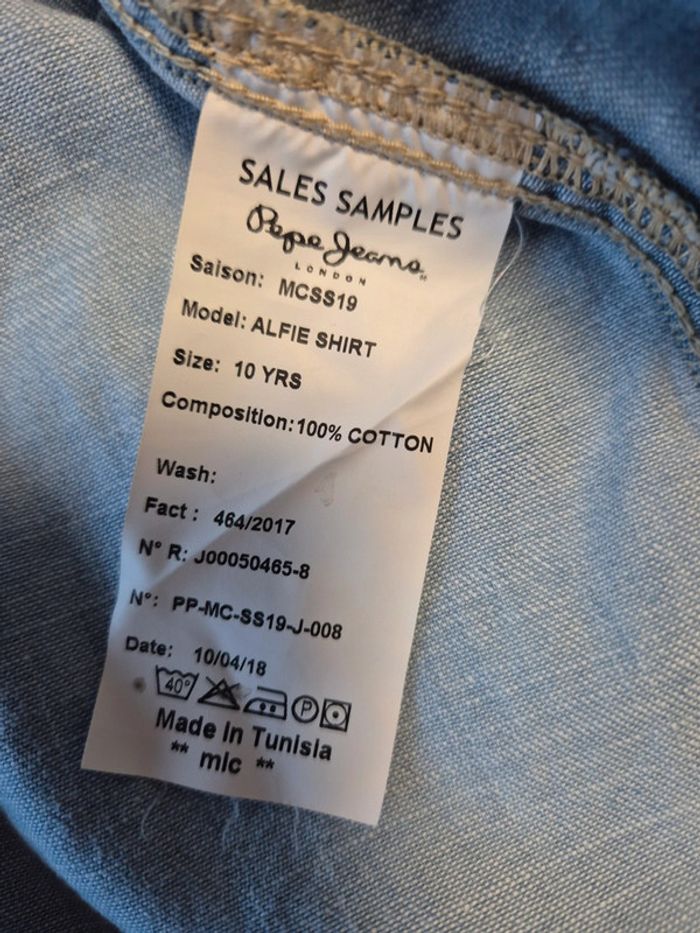 SALES SAMPLES
Pepe Jeans
LONDON
Saison: MCSS19
Model: ALFIE SHIRT
Size: 10 YRS
Composition: 100% COTTON
Wash:
Fact : 464/2017
N° R: J00050465-8
N°: PP-MC-SS19-J-008
Date: 10/04/18
40° P
Made In Tunisia
** mlc **